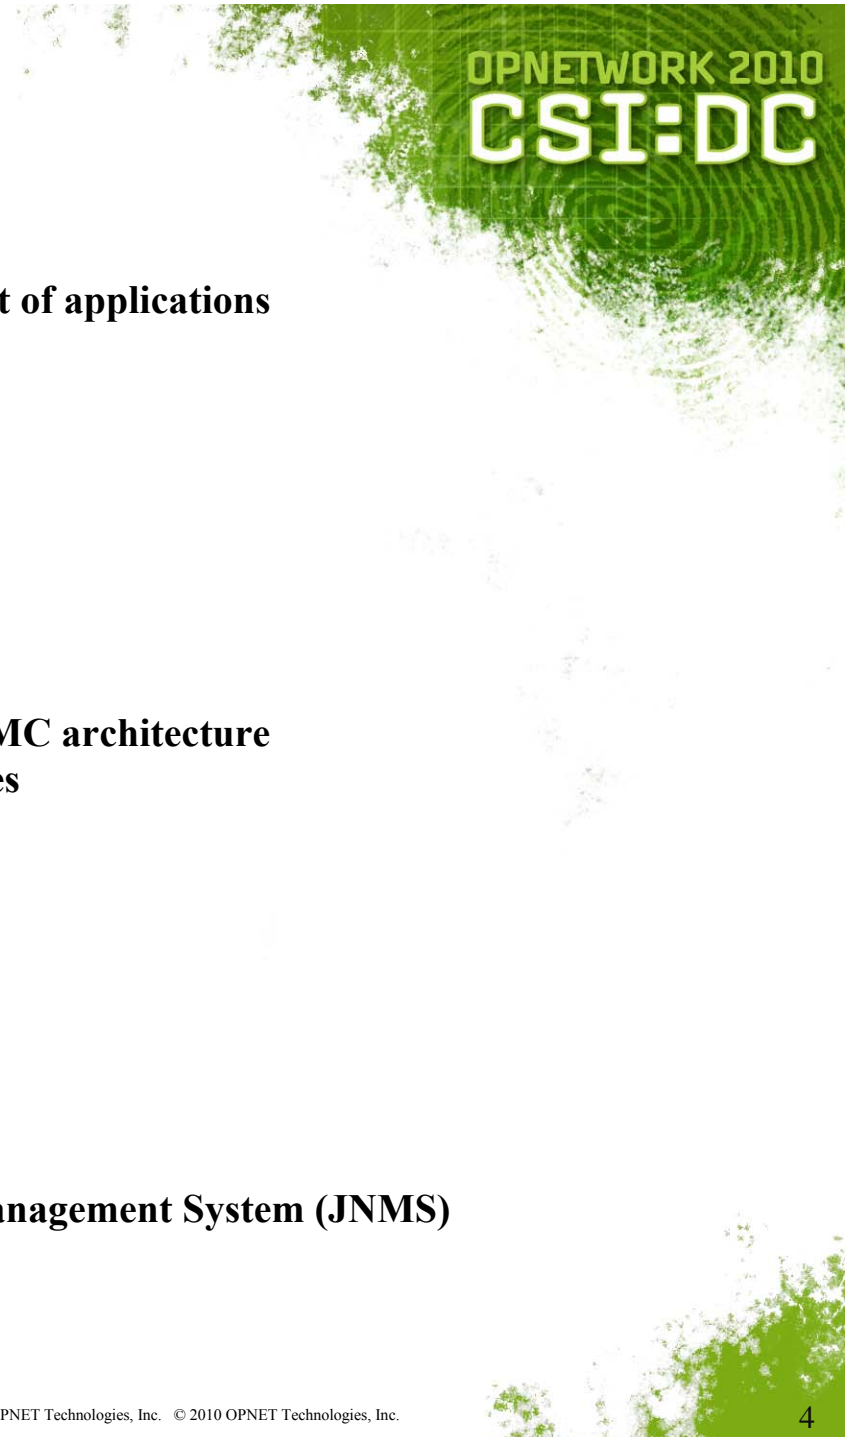 OPNETWORK 2010
CSI:DC
t of applications
MC architecture
es
nagement System (JNMS)
PNET Technologies, Inc. © 2010 OPNET Technologies, Inc.
4